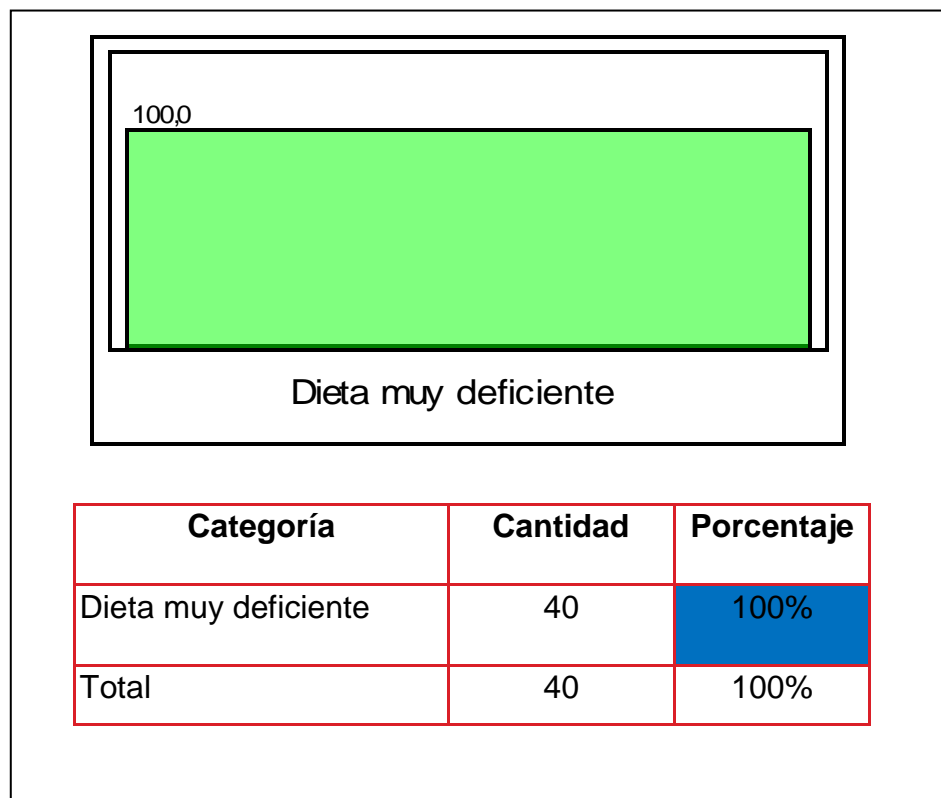 100,0
Dieta muy deficiente
Categoría Cantidad Porcentaje
Dieta muy deficiente 40 100%
Total 40 100%